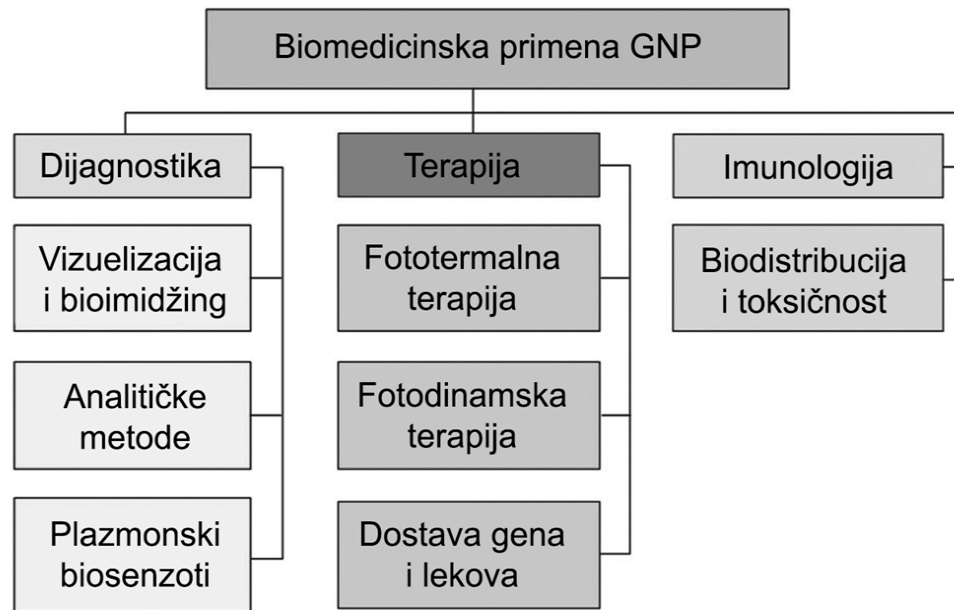 Biomedicinska primena GNP
Dijagnostika
Vizuelizacija
i bioimidžing
Analitičke
metode
Plazmonski
biosenzoti
Terapija
Fototermalna
terapija
Fotodinamska
terapija
Dostava gena
i lekova
Imunologija
Biodistribucija
i toksičnost